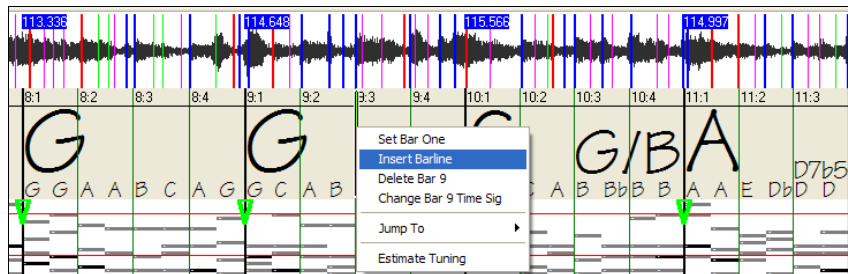 113.336 114.648 115.566 114.997
8:1 8:2 8:3 8:4 9:1 9:2 9:3 9:4 10:1 10:2 10:3 10:4 11:1 11:2 11:3
G G G/B A D7b5
G G A A B C A G G C A B C A B Bb B B A A E Db D D
Set Bar One
Insert Barline
Delete Bar 9
Change Bar 9 Time Sig
Jump To
Estimate Tuning